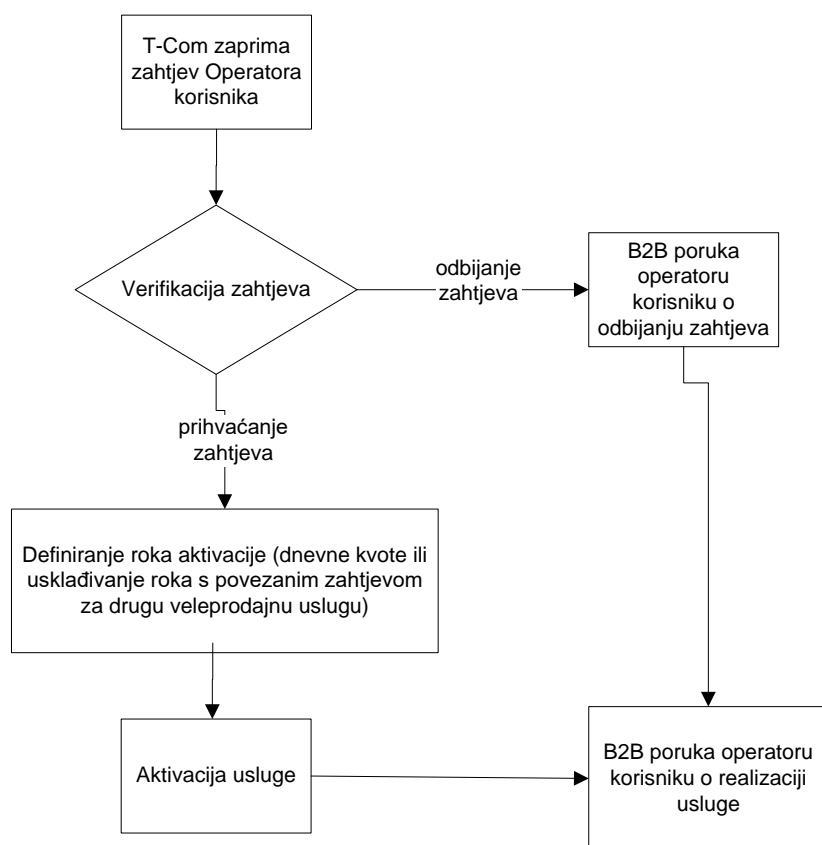 T-Com zaprima
zahtjev Operatora
korisnika
Verifikacija zahtjeva
odbijanje
zahtjeva
B2B poruka
operatoru
korisniku o
odbijanju zahtjeva
prihvaćanje
zahtjeva
Definiranje roka aktivacije (dnevne kvote ili
usklađivanje roka s povezanim zahtjevom
za drugu veleprodajnu uslugu)
Aktivacija usluge
B2B poruka operatoru
korisniku o realizaciji
usluge